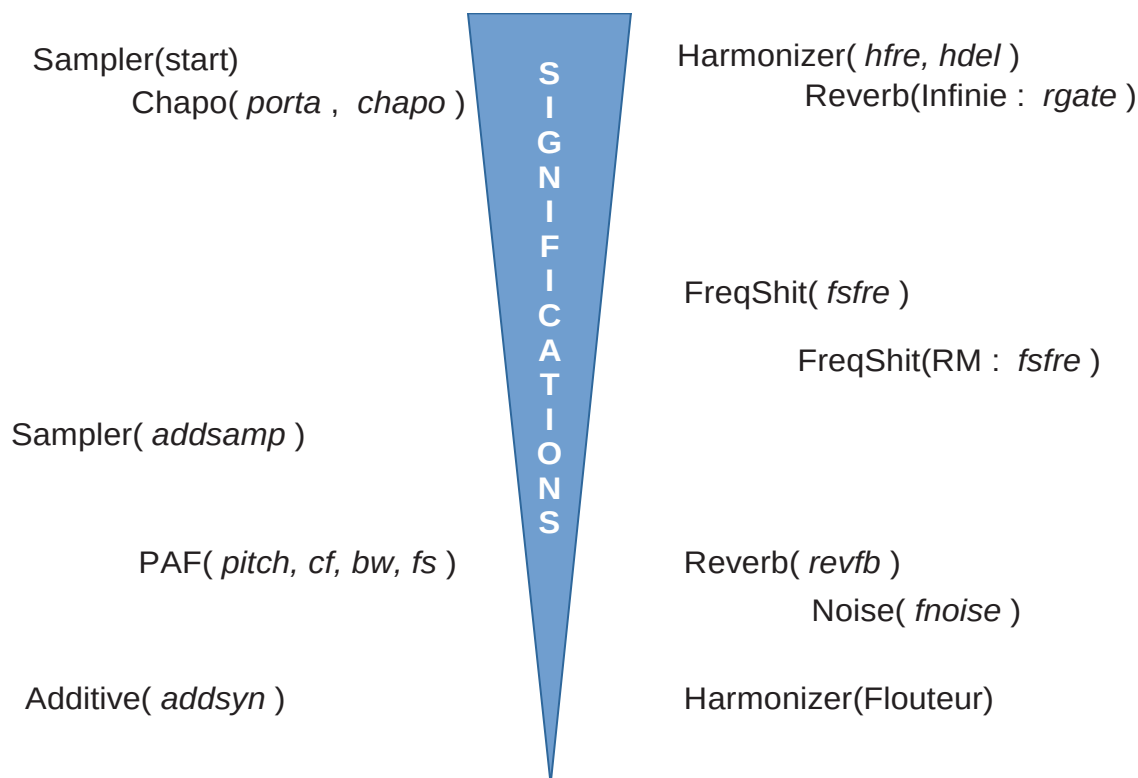 Sampler(start)
Chapo( porta , chapo )
Sampler( addsamp )
PAF( pitch, cf, bw, fs )
Additive( addsyn )
SIGNIFICATIONS
Harmonizer( hfre, hdel )
Reverb(Infinie : rgate )
FreqShit( fsfre )
FreqShit(RM : fsfre )
Reverb( revfb )
Noise( fnoise )
Harmonizer(Flouteur)